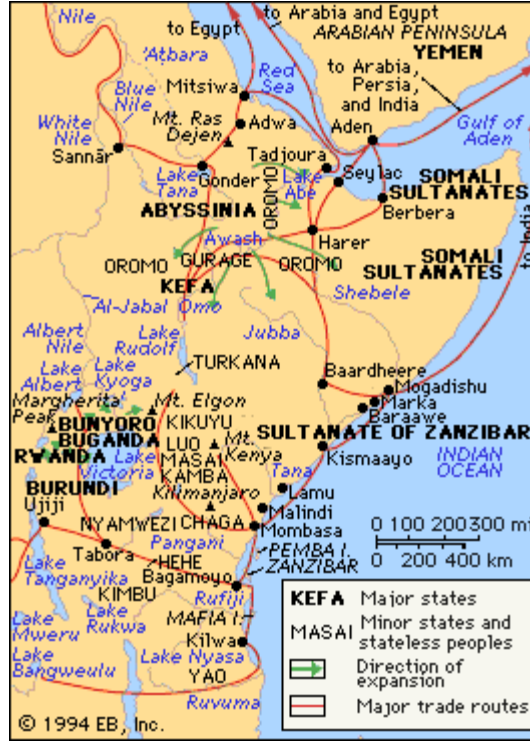 Nile
to Egypt
to Arabia and Egypt
ARABIAN PENINSULA
YEMEN
'Atbara
Red
Sea
to Arabia,
Persia,
and India
Mitsiwa
Blue
Nile
Mt. Ras
Dejen
Adwa
Aden
Gulf of
Aden
White
Nile
Sannār
Tadjoura
Seylac
Lake
Tana
Gonder
Lake
Abe
SOMALI
SULTANATES
Berbera
ABYSSINIA
OROMO
to India
Awash
Harer
OROMO
GURAGE
OROMO
SOMALI
SULTANATES
KEFA
Shebele
Al-Jabal
Omo
Albert
Nile
Lake
Rudolf
Jubba
Lake
Albert
Lake
Kyoga
TURKANA
Baardheere
Mogadishu
Marka
Baraawe
Margherita
Peak
Mt. Elgon
BUNYORO
KIKUYU
BUGANDA
LUO
Mt.
Kenya
SULTANATE OF ZANZIBAR
RWANDA
Lake
Victoria
MASAI
KAMBA
Tana
Kismaayo
INDIAN
OCEAN
BURUNDI
Kilimanjaro
Lamu
Ujiji
Malindi
NYAMWEZI
CHAGA
Mombasa
0 100 200 300 mi
0 200 400 km
Tabora
Pangani
PEMBA I.
ZANZIBAR
Lake
Tanganyika
HEHE
Bagamoyo
KIMBU
Rufiji
Lake
Mweru
Lake
Rukwa
MAFIA I.
Kilwa
Lake
Bangweulu
Lake Nyasa
YAO
Ruvuma
KEFA Major states
MASAI Minor states and
stateless peoples
Direction of
expansion
Major trade routes
© 1994 EB, Inc.